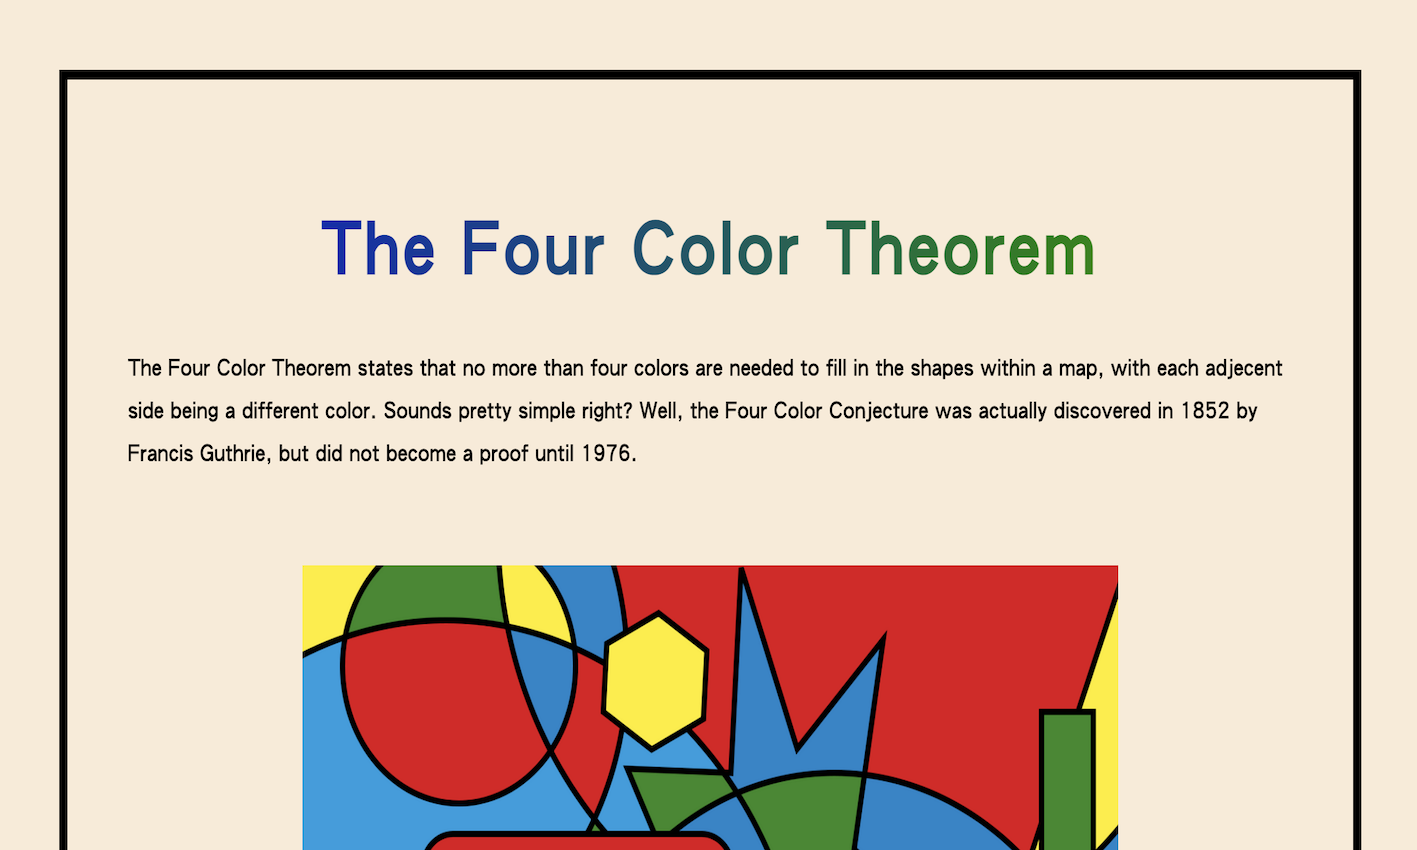 The Four Color Theorem
The Four Color Theorem states that no more than four colors are needed to fill in the shapes within a map, with each adjecent
side being a different color. Sounds pretty simple right? Well, the Four Color Conjecture was actually discovered in 1852 by
Francis Guthrie, but did not become a proof until 1976.